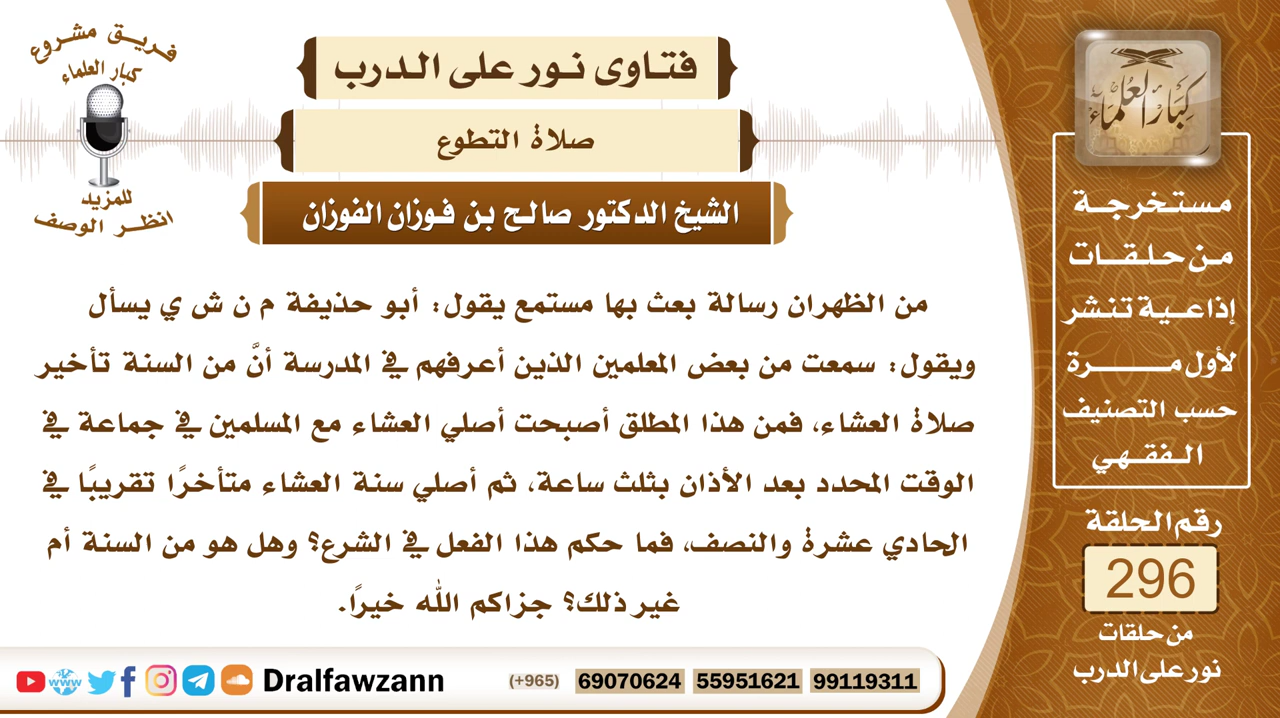 فريق مشروع
كبار العلماء
للمزيد
انظر الوصف
فتاوى نور على الدرب
صلاة التطوع
الشيخ الدكتور صالح بن فوزان الفوزان
من الظهران رسالة بعث بها مستمع يقول: أبو حذيفة م ن ش ي يسأل
ويقول: سمعت من بعض المعلمين الذين أعرفهم في المدرسة أنَّ من السنة تأخير
صلاة العشاء، فمن هذا المطلق أصبحت أصلي العشاء مع المسلمين في جماعة في
الوقت المحدد بعد الأذان بثلث ساعة، ثم أصلي سنة العشاء متأخرًا تقريبًا في
الحادي عشرة والنصف، فما حكم هذا الفعل في الشرع؟ وهل هو من السنة أم
غير ذلك؟ جزاكم الله خيرًا.
كبار العلماء
مستخرجة
من حلقات
إذاعية تنشر
لأول مرة
حسب التصنيف
الفقهي
رقم الحلقة
296
من حلقات
نور على الدرب
www Dralfawzann (+965) 69070624 55951621 99119311